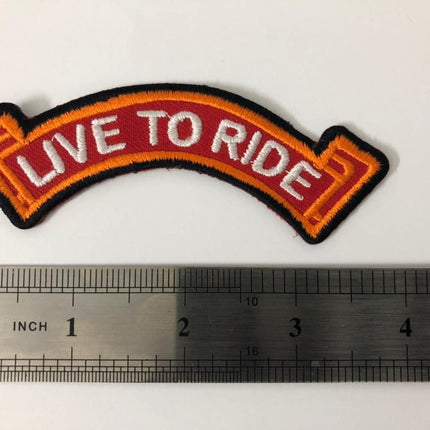 LIVE TO RIDE
10
INCH 1 2 3 4
16